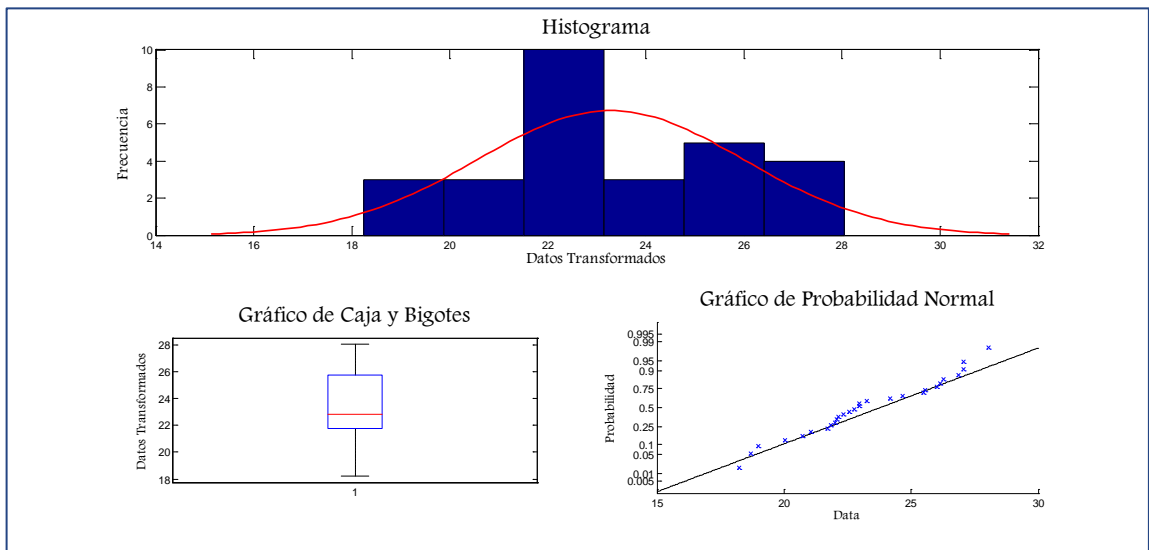 Histograma
10
8
6
4
2
0
Frecuencia
14 16 18 20 22 24 26 28 30 32
Datos Transformados
Gráfico de Caja y Bigotes
28
26
24
22
20
18
Datos Transformados
1
Gráfico de Probabilidad Normal
0.995
0.99
0.95
0.9
0.75
0.5
0.25
0.1
0.05
0.01
0.005
Probabilidad
15 20 25 30
Data